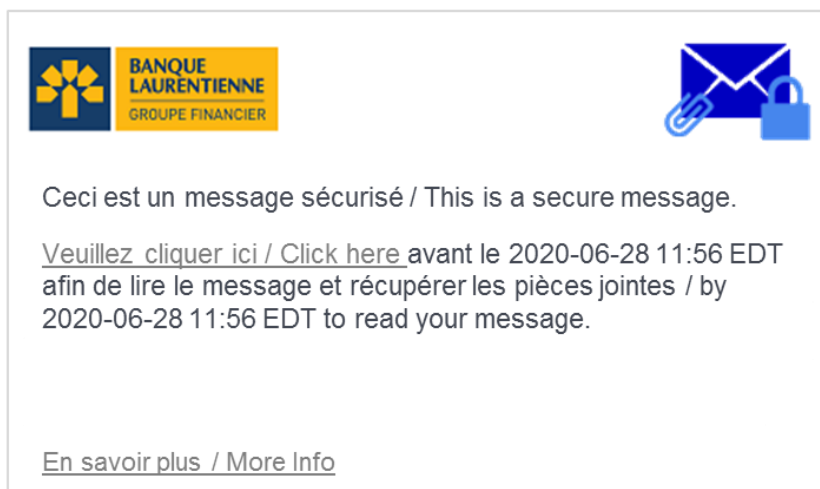 BANQUE
LAURENTIENNE
GROUPE FINANCIER
Ceci est un message sécurisé / This is a secure message.
Veuillez cliquer ici / Click here avant le 2020-06-28 11:56 EDT
afin de lire le message et récupérer les pièces jointes / by
2020-06-28 11:56 EDT to read your message.
En savoir plus / More Info